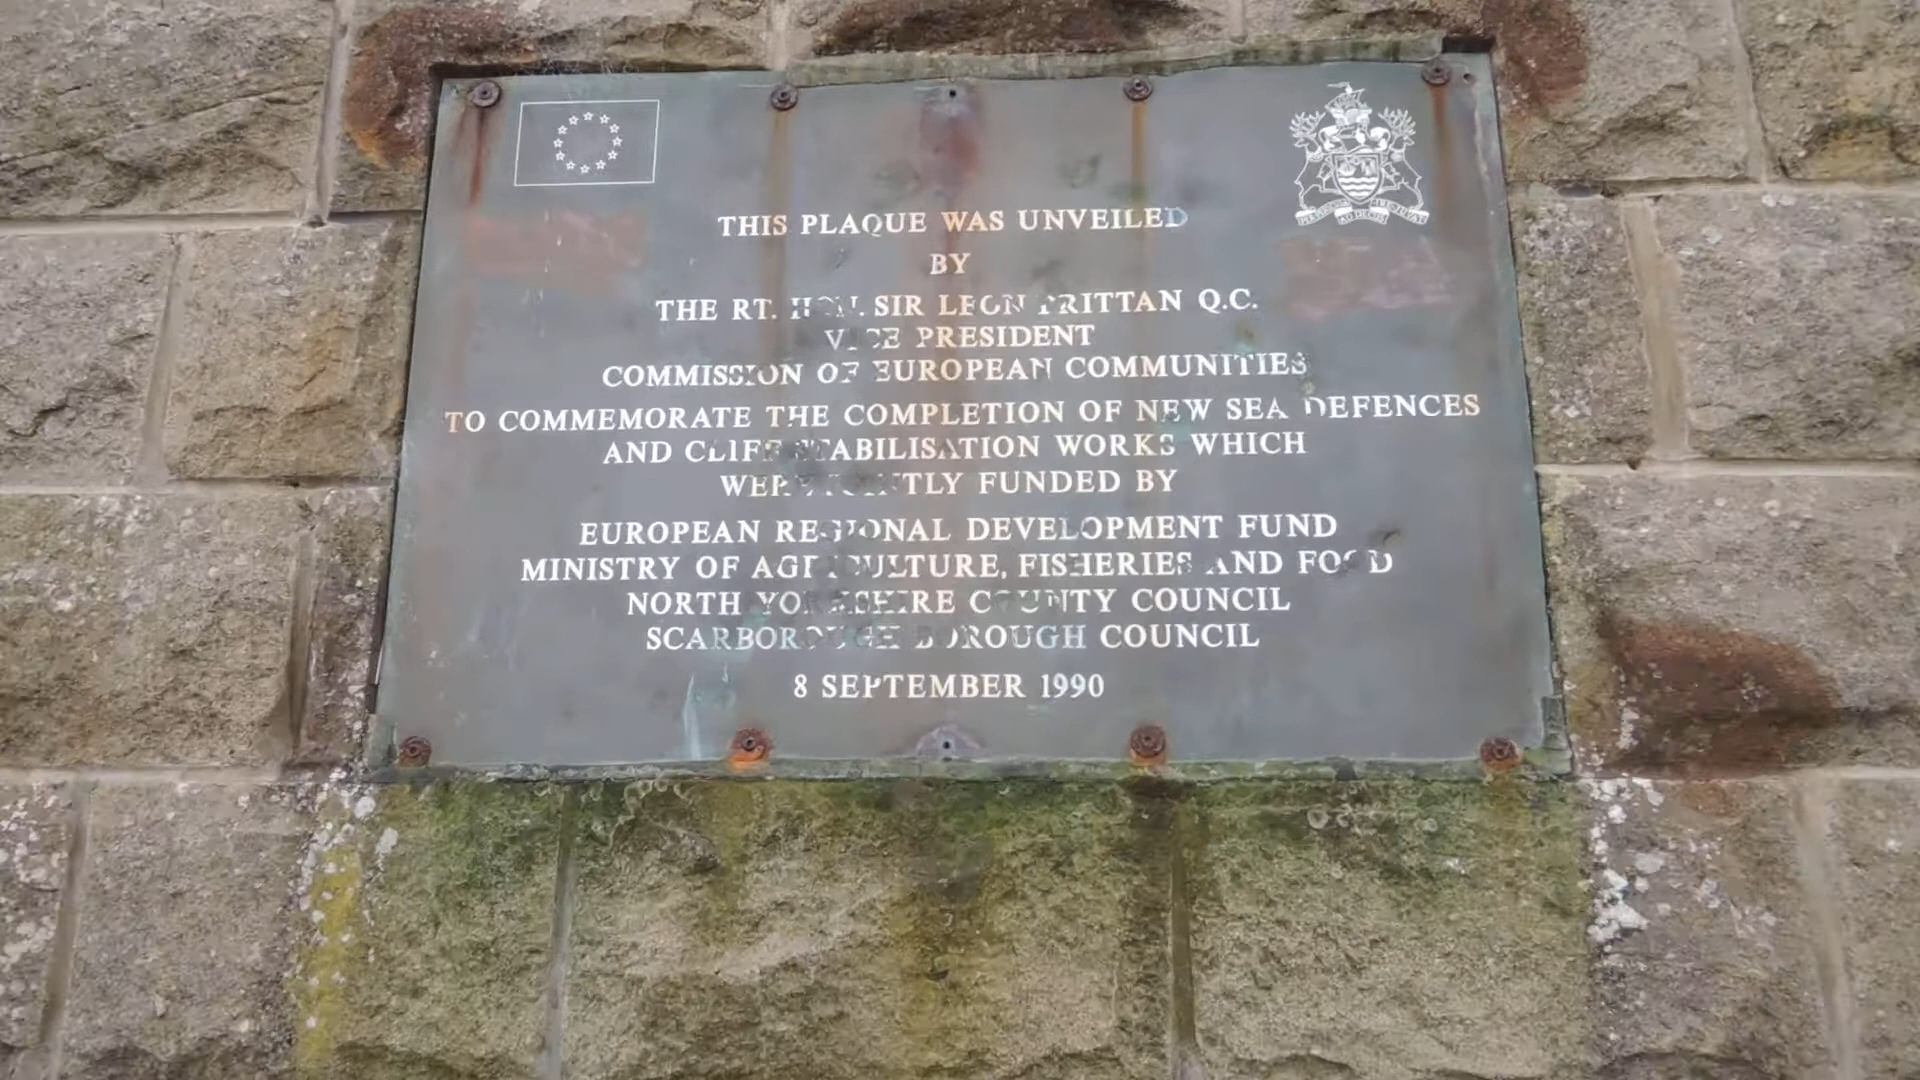 THIS PLAQUE WAS UNVEILED
BY
THE RT. HON. SIR LEON BRITTAN Q.C.
VICE PRESIDENT
COMMISSION OF EUROPEAN COMMUNITIES
TO COMMEMORATE THE COMPLETION OF NEW SEA DEFENCES
AND CLIFF STABILISATION WORKS WHICH
WERE JOINTLY FUNDED BY
EUROPEAN REGIONAL DEVELOPMENT FUND
MINISTRY OF AGRICULTURE, FISHERIES AND FOOD
NORTH YORKSHIRE COUNTY COUNCIL
SCARBOROUGH BOROUGH COUNCIL
8 SEPTEMBER 1990